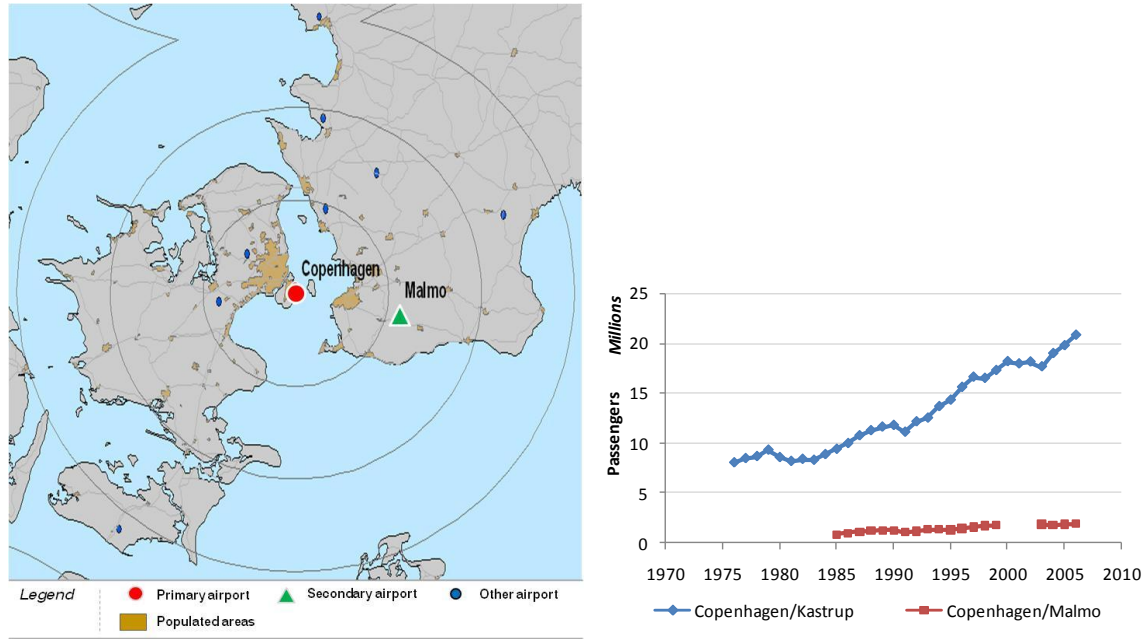 Copenhagen
Malmo
Legend
Primary airport
Secondary airport
Other airport
Populated areas
Passengers
Millions
25
20
15
10
5
0
1970 1975 1980 1985 1990 1995 2000 2005 2010
Copenhagen/Kastrup
Copenhagen/Malmo